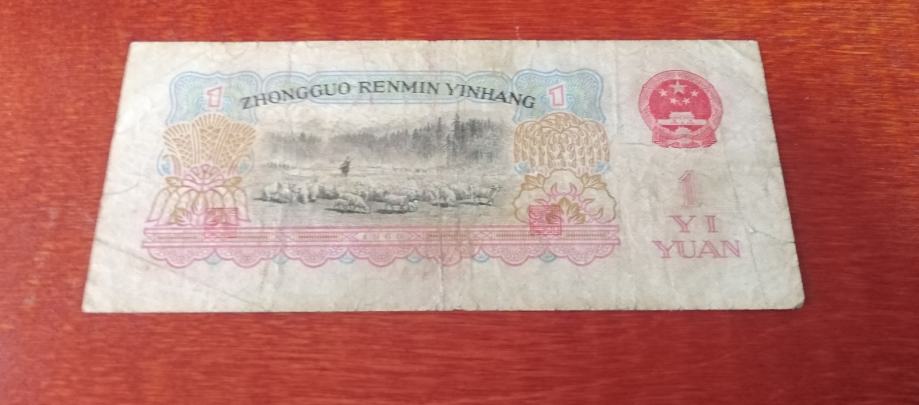 1 ZHONGGUO RENMIN YINHANG 1
1
YI
YUAN